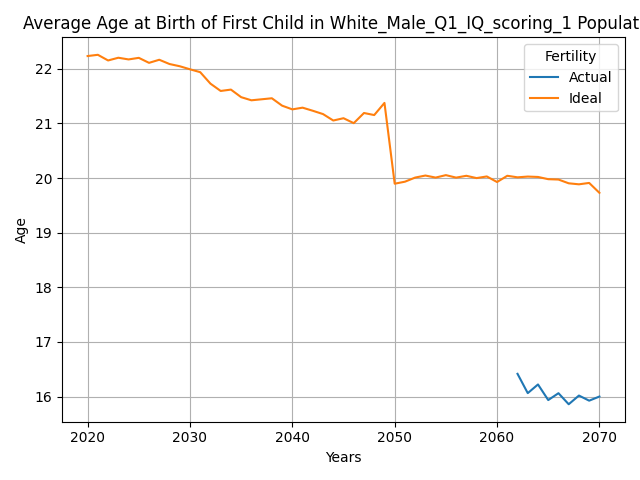 Average Age at Birth of First Child in White_Male_Q1_IQ_scoring_1 Populat
Fertility
Actual
Ideal
22
21
20
19
18
17
16
Age
2020 2030 2040 2050 2060 2070
Years